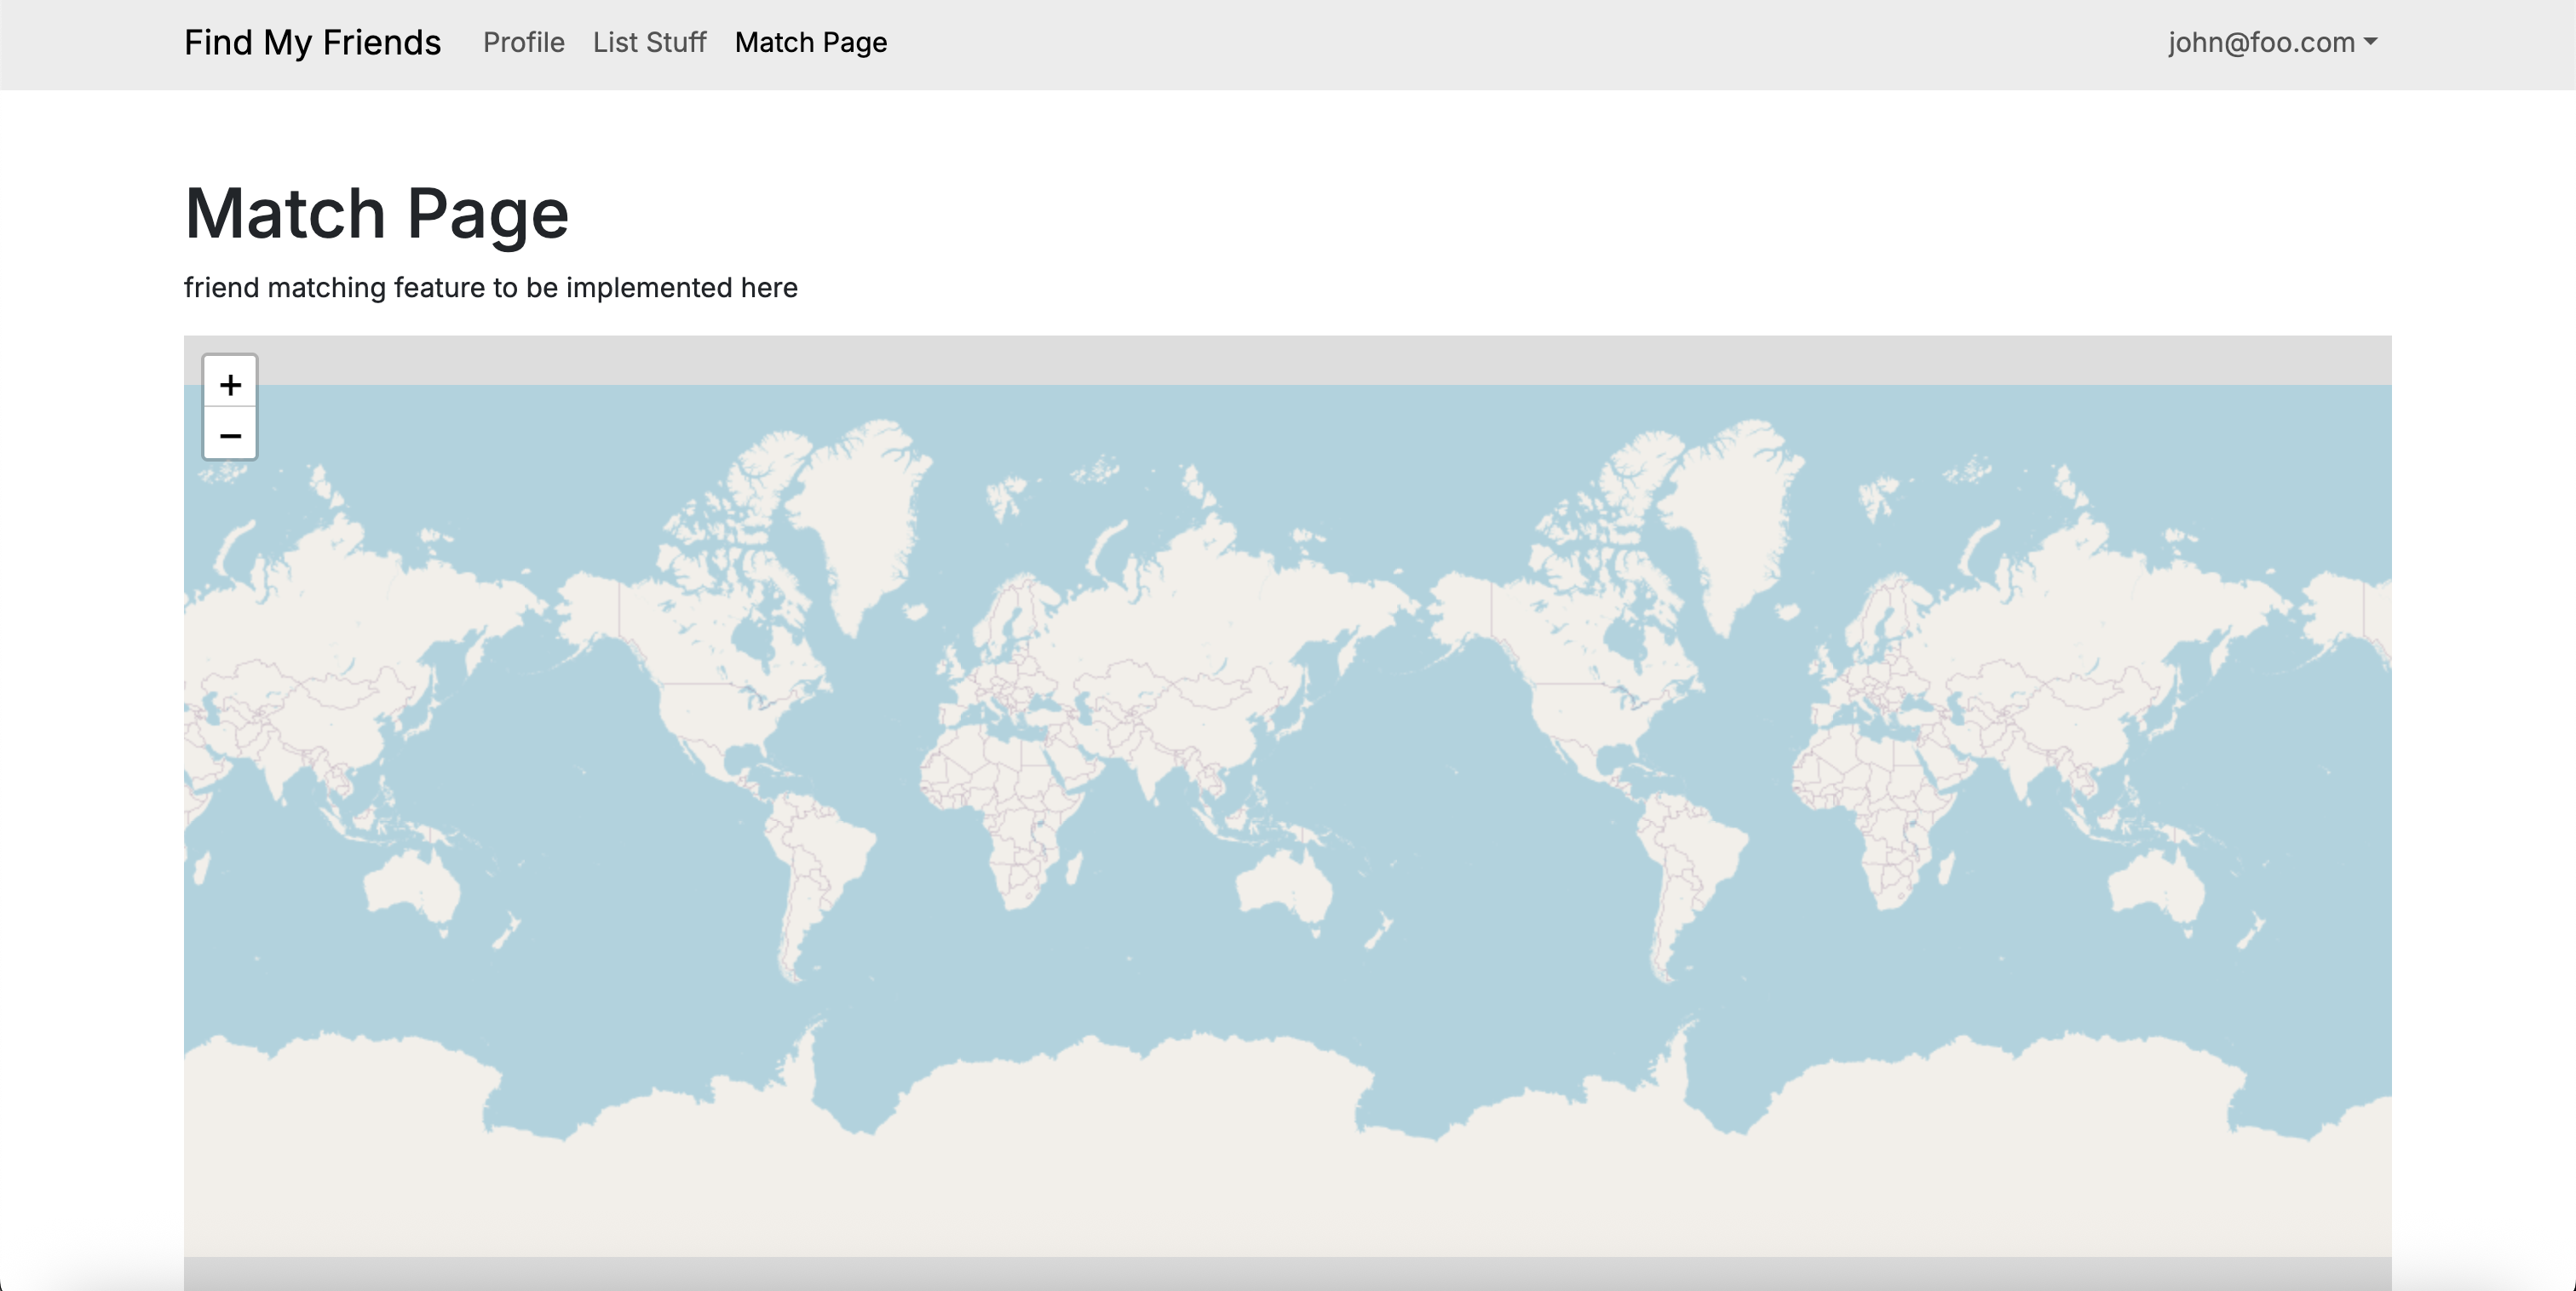 Find My Friends Profile List Stuff Match Page john@foo.com
Match Page
friend matching feature to be implemented here
+
−